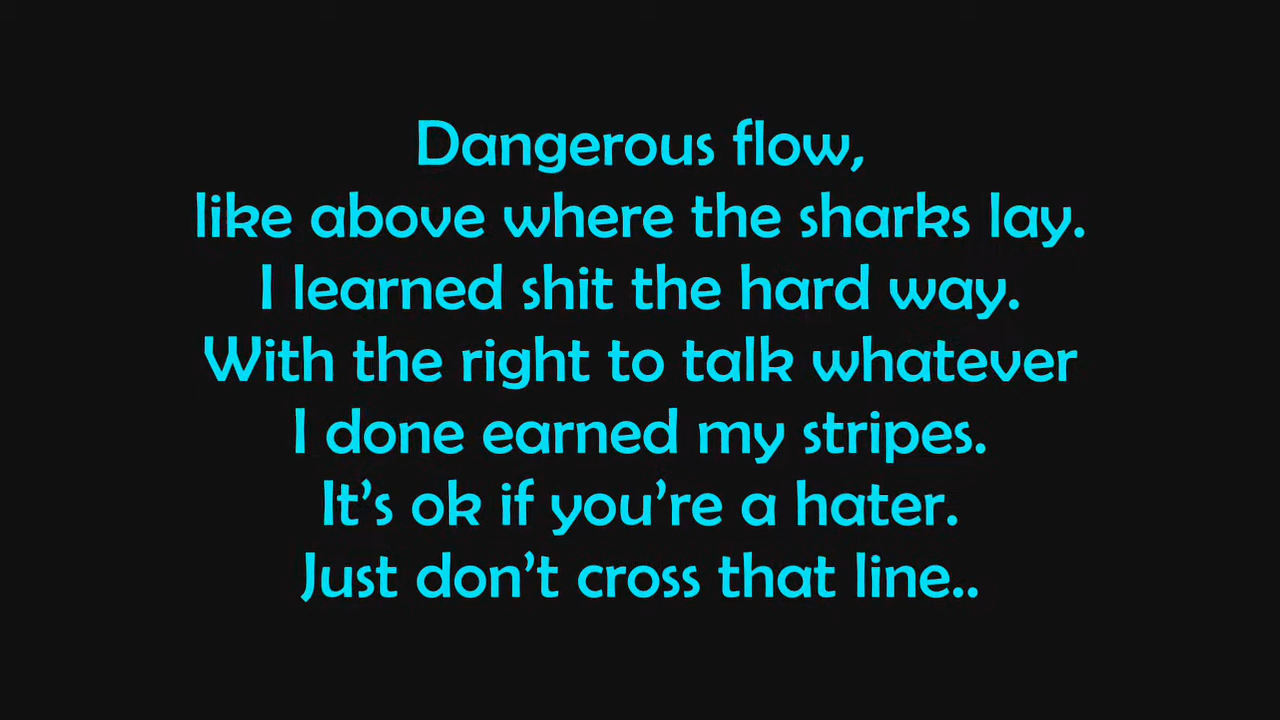 Dangerous flow,
like above where the sharks lay.
I learned shit the hard way.
With the right to talk whatever
I done earned my stripes.
It’s ok if you’re a hater.
Just don’t cross that line..